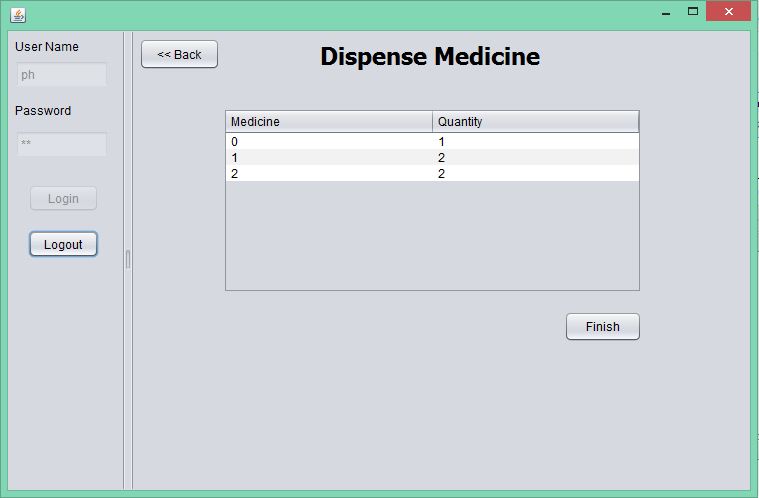 User Name
ph
Password
**
Login
Logout
<< Back
Dispense Medicine
Medicine Quantity
0 1
1 2
2 2
Finish